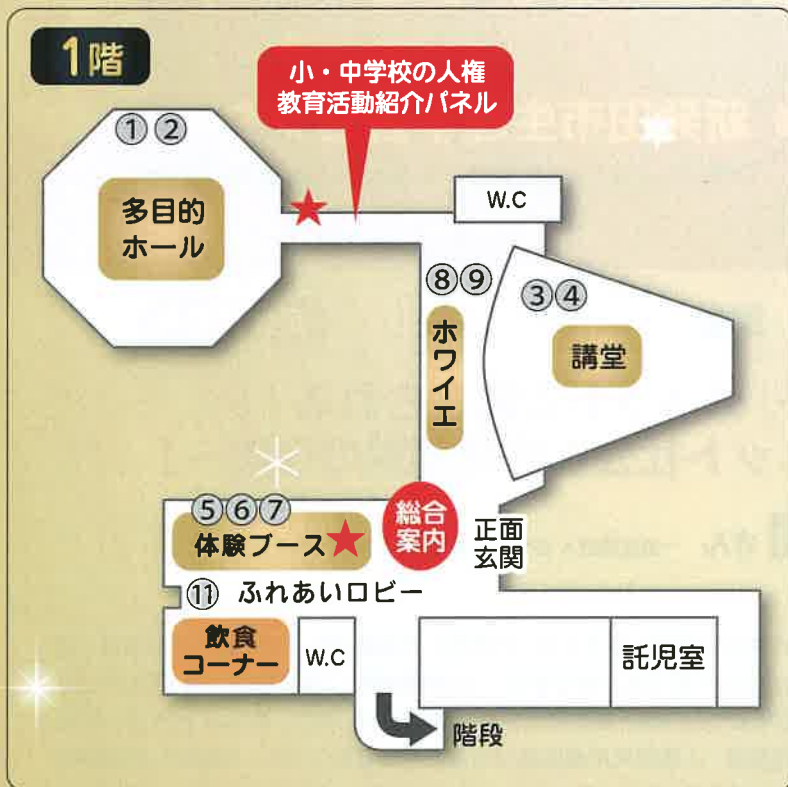 1階
小・中学校の人権
教育活動紹介パネル
① ②
多目的
ホール
★
W.C
⑧⑨
ホワイエ
③④
講堂
⑤⑥⑦
体験ブース★
総合
案内
正面
玄関
⑪ ふれあいロビー
飲食
コーナー
W.C
託児室
階段